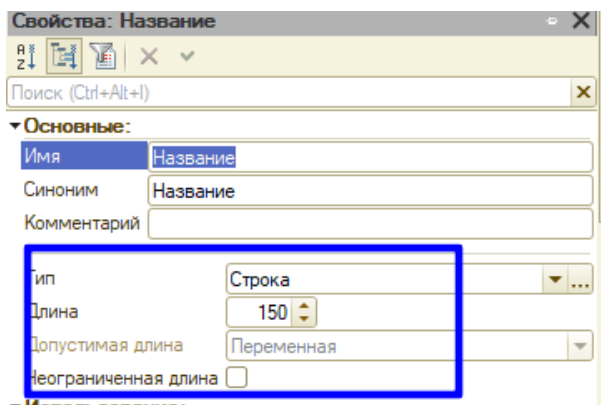 Свойства: Название
Поиск (Ctrl+Alt+I)
Основные:
Имя Название
Синоним Название
Комментарий
Тип Строка
Длина 150
Допустимая длина Переменная
Неограниченная длина